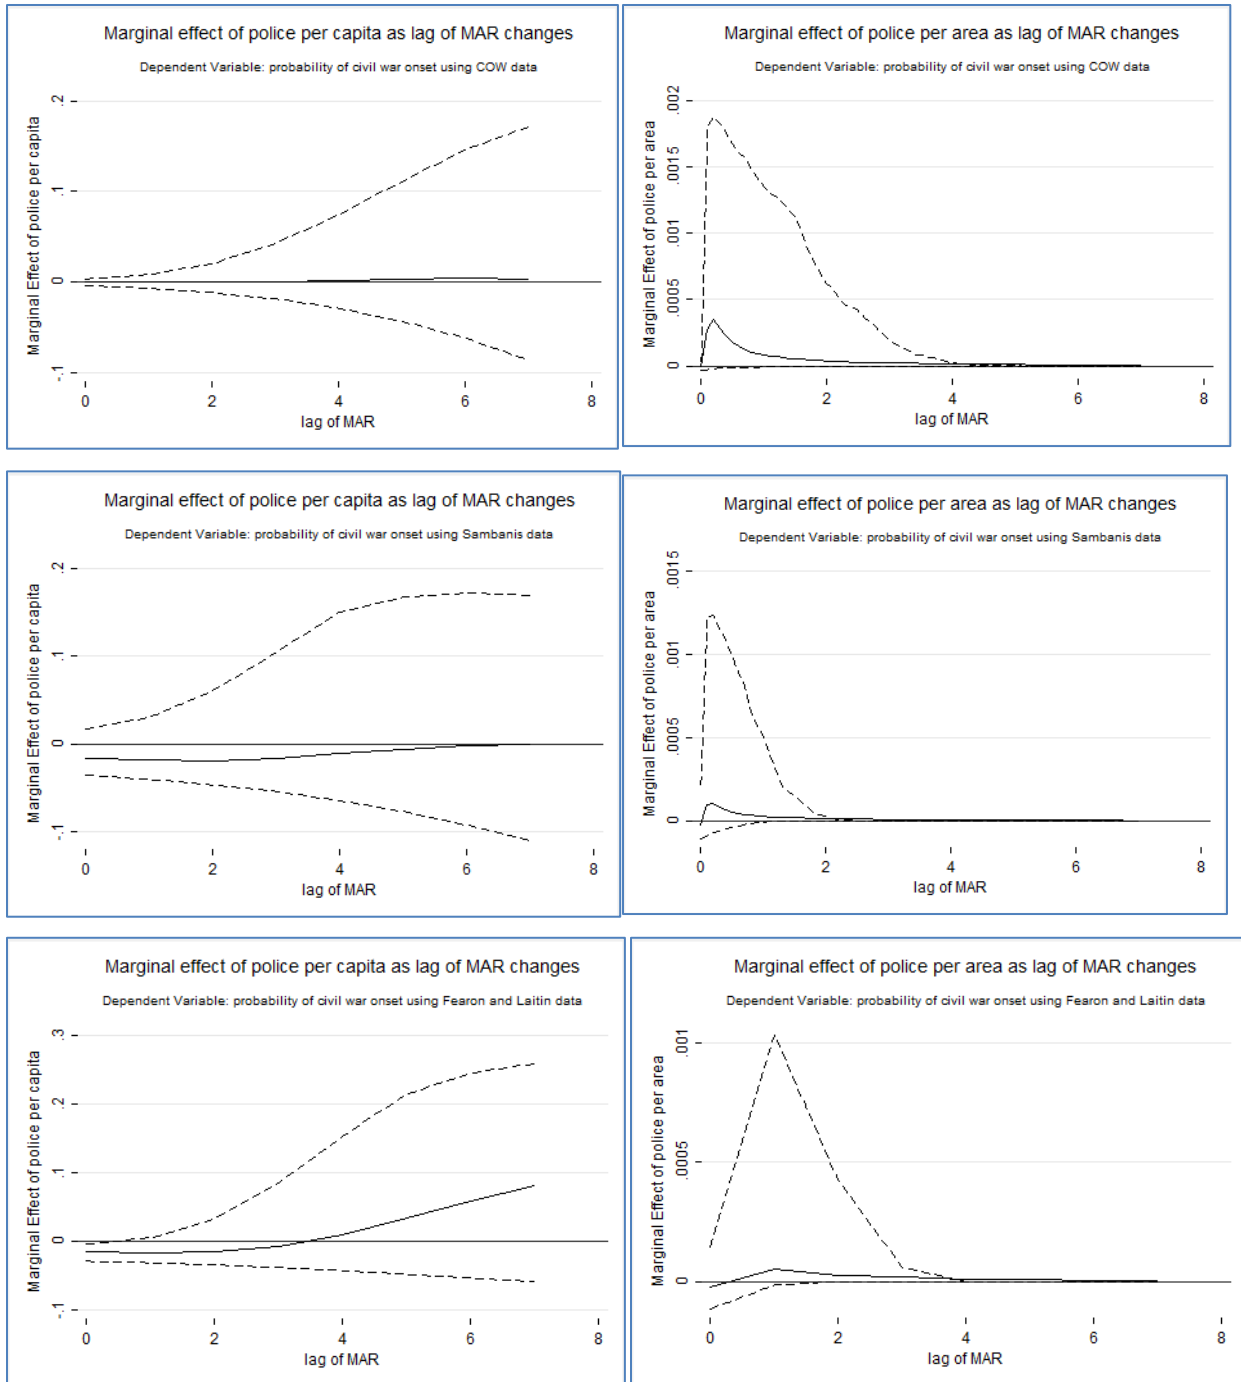 Marginal effect of police per capita as lag of MAR changes
Dependent Variable: probability of civil war onset using COW data
Marginal Effect of police per capita
.2
.1
0
-.1
0 2 4 6 8
lag of MAR
Marginal effect of police per area as lag of MAR changes
Dependent Variable: probability of civil war onset using COW data
Marginal Effect of police per area
.002
.0015
.001
.0005
0
0 2 4 6 8
lag of MAR
Marginal effect of police per capita as lag of MAR changes
Dependent Variable: probability of civil war onset using Sambanis data
Marginal Effect of police per capita
.2
.1
0
-.1
0 2 4 6 8
lag of MAR
Marginal effect of police per area as lag of MAR changes
Dependent Variable: probability of civil war onset using Sambanis data
Marginal Effect of police per area
.0015
.001
.0005
0
0 2 4 6 8
lag of MAR
Marginal effect of police per capita as lag of MAR changes
Dependent Variable: probability of civil war onset using Fearon and Laitin data
Marginal Effect of police per capita
.3
.2
.1
0
-.1
0 2 4 6 8
lag of MAR
Marginal effect of police per area as lag of MAR changes
Dependent Variable: probability of civil war onset using Fearon and Laitin data
Marginal Effect of police per area
.001
.0005
0
0 2 4 6 8
lag of MAR